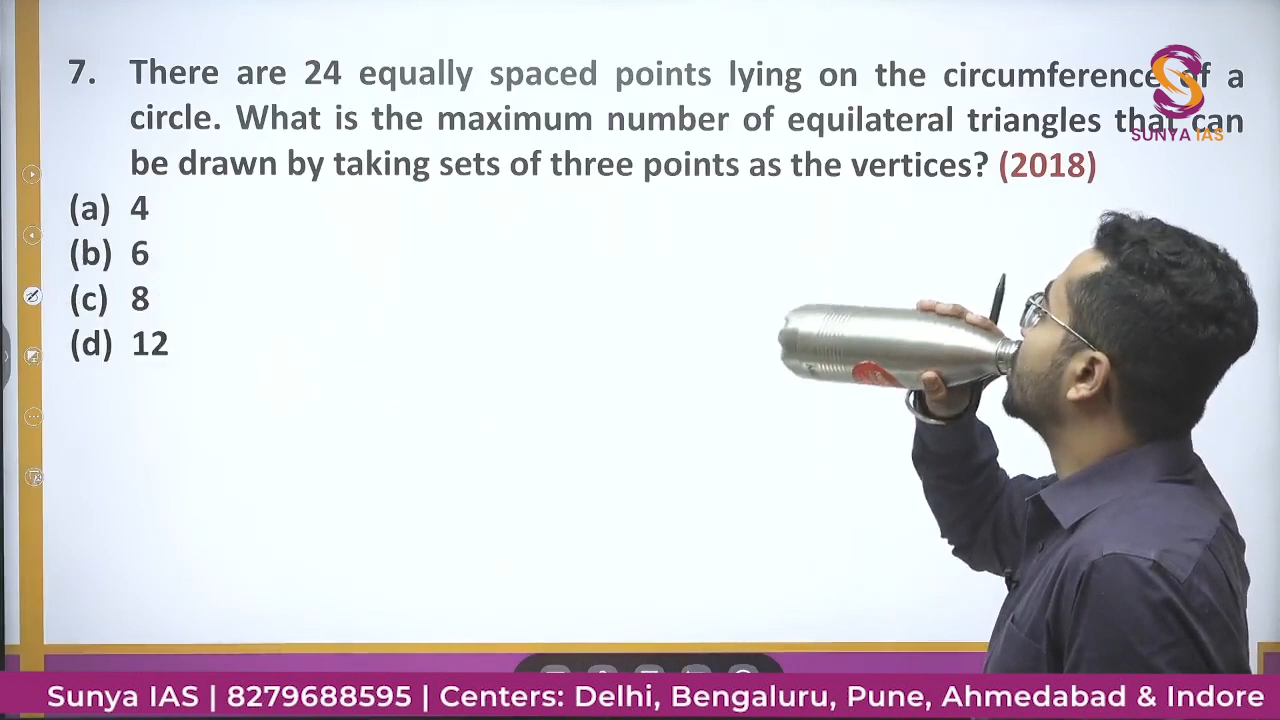 7. There are 24 equally spaced points lying on the circumference of a
circle. What is the maximum number of equilateral triangles that can
be drawn by taking sets of three points as the vertices? (2018)
(a) 4
(b) 6
(c) 8
(d) 12
SUNYA IAS
Sunya IAS | 8279688595 | Centers: Delhi, Bengaluru, Pune, Ahmedabad & Indore